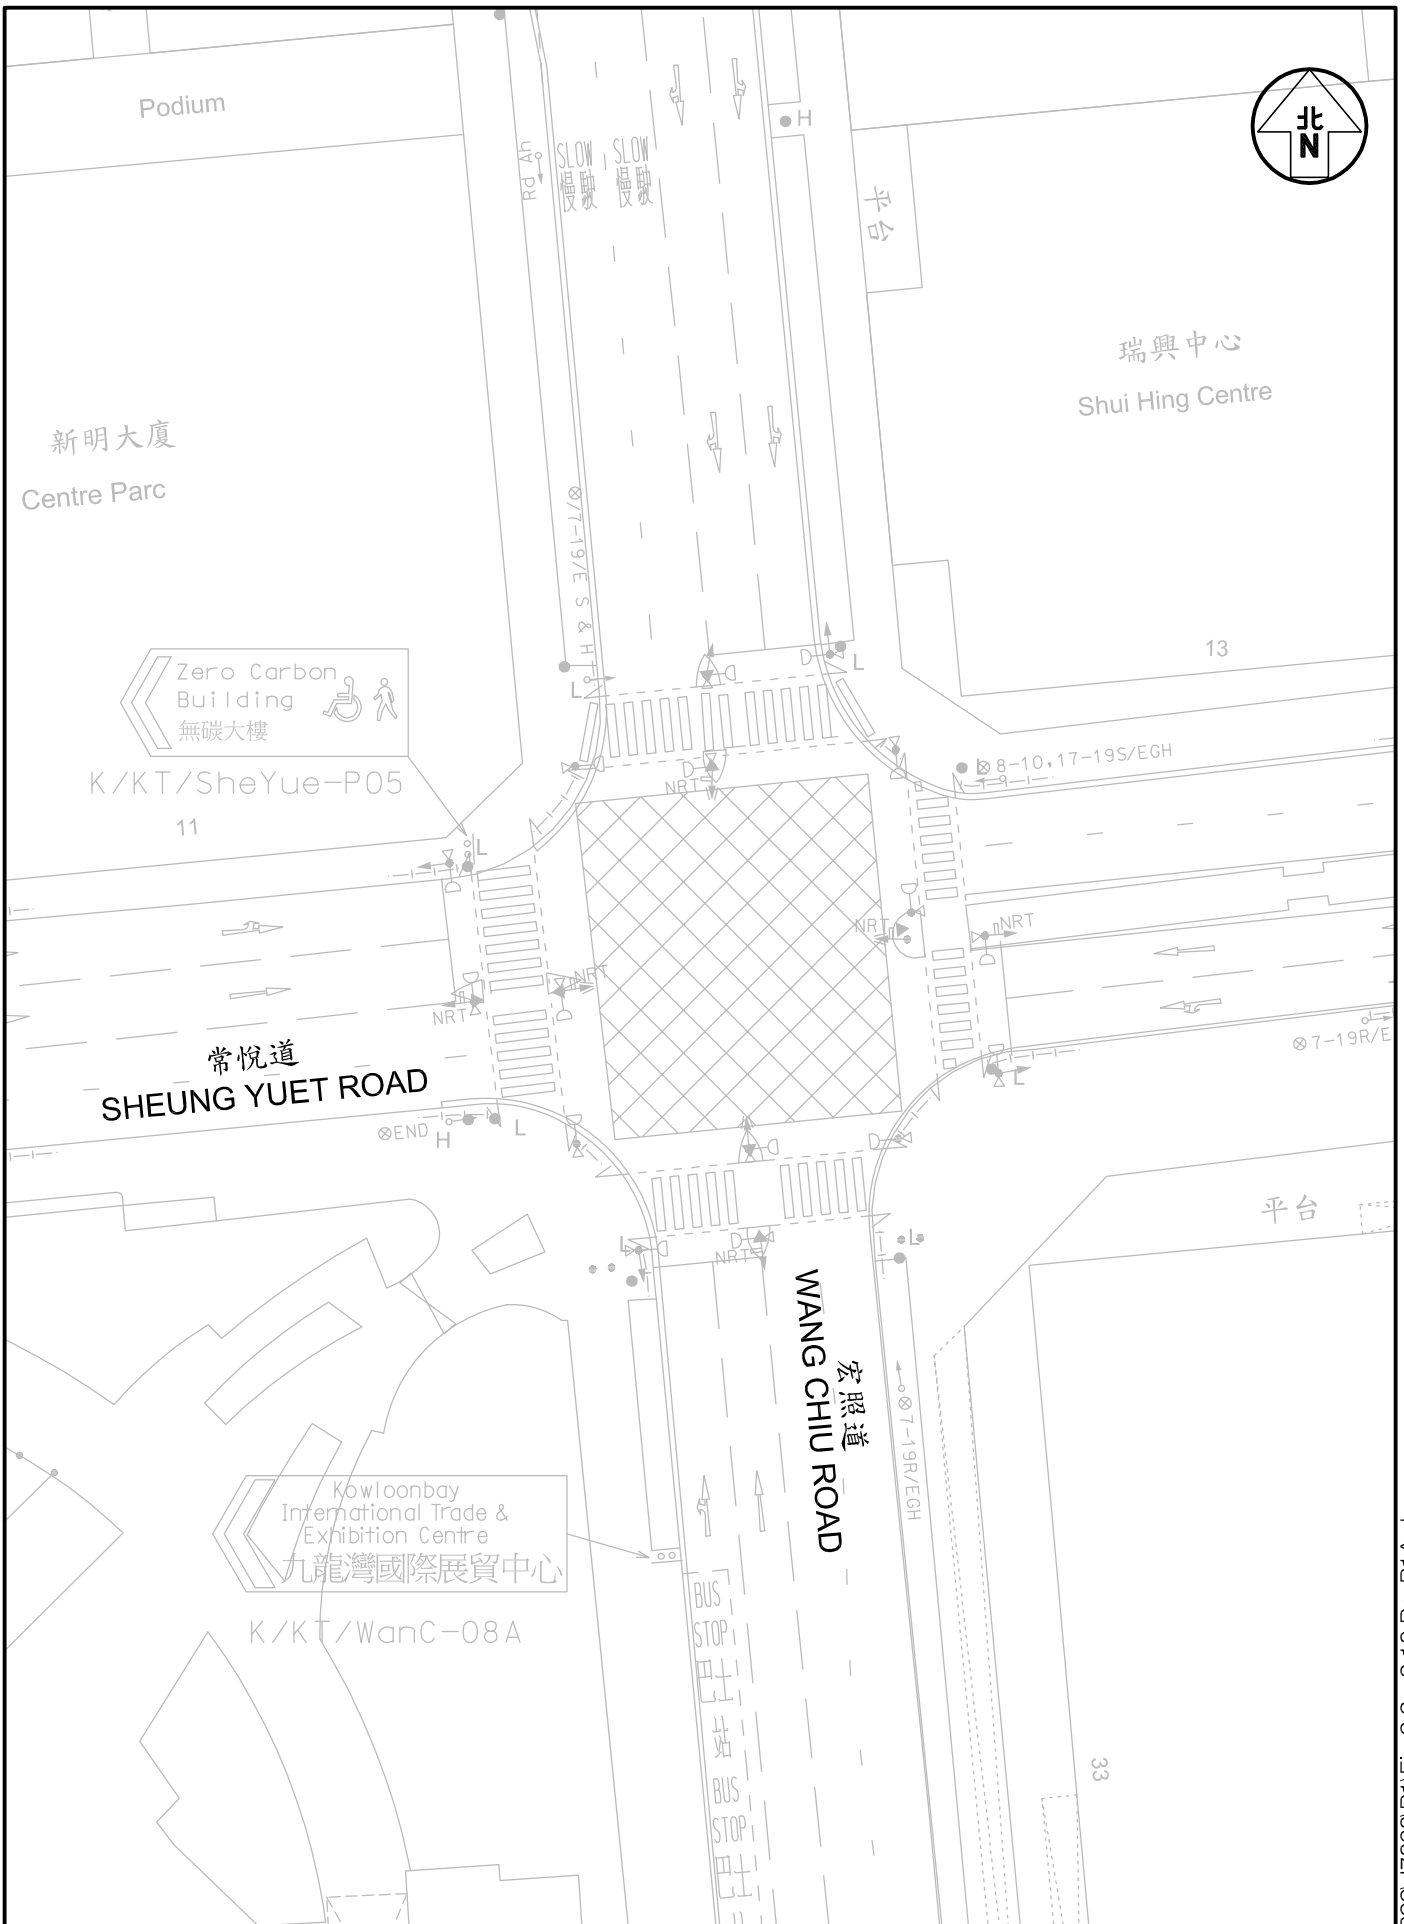 Podium
北
N
H
Rd Ah
SLOW SLOW
慢駛 慢駛
平台
瑞興中心
Shui Hing Centre
新明大廈
Centre Parc
⊗/7-19/E S & H
13
Zero Carbon
Building
無碳大樓
K/KT/SheYue-P05
11
L
L
L
L
⊗8-10,17-19S/EGH
NRT
NRT
NRT
NRT
NRT
常悅道
SHEUNG YUET ROAD
⊗END
H
L
L
⊗7-19R/E
平台
L
L
NRT
宏照道
WANG CHIU ROAD
⊗7-19R/EGH
Kowloonbay
International Trade &
Exhibition Centre
九龍灣國際展貿中心
K/KT/WanC-08A
BUS
STOP
巴士
站
BUS
STOP
巴士
33